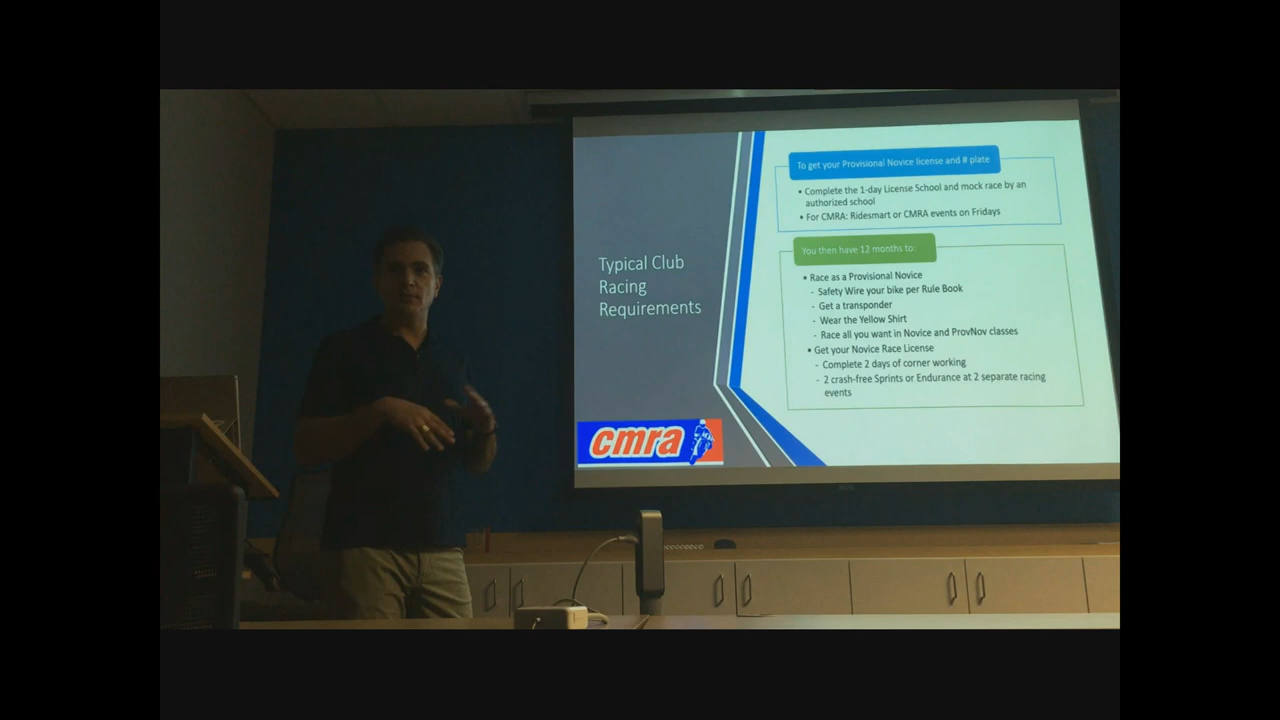 Typical Club
Racing
Requirements
cmra
To get your Provisional Novice license and # plate
• Complete the 1-day License School and mock race by an
authorized school
• For CMRA: Ridesmart or CMRA events on Fridays
You then have 12 months to:
• Race as a Provisional Novice
- Safety Wire your bike per Rule Book
- Get a transponder
- Wear the Yellow Shirt
- Race all you want in Novice and ProvNov classes
• Get your Novice Race License
- Complete 2 days of corner working
- 2 crash-free Sprints or Endurance at 2 separate racing
events